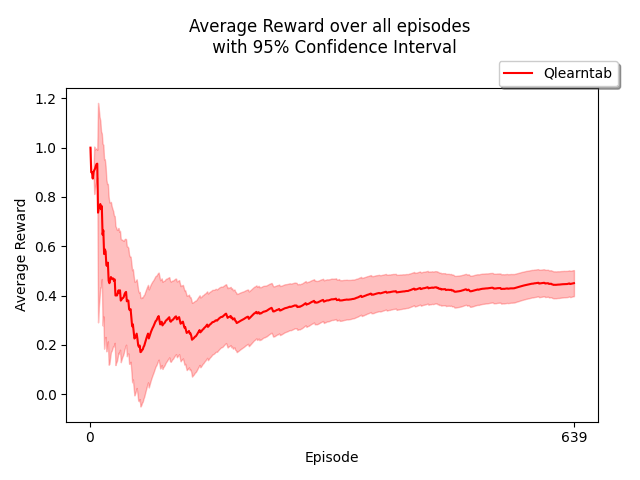 Average Reward over all episodes
with 95% Confidence Interval
Qlearntab
1.2
1.0
0.8
0.6
0.4
0.2
0.0
Average Reward
0
639
Episode